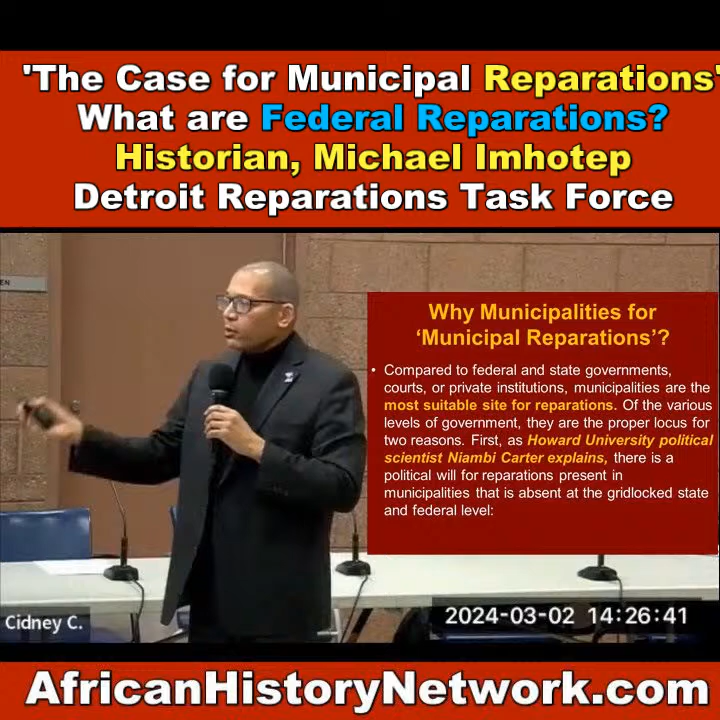 'The Case for Municipal Reparations'
What are Federal Reparations?
Historian, Michael Imhotep
Detroit Reparations Task Force
EN
Why Municipalities for
‘Municipal Reparations’?
• Compared to federal and state governments,
courts, or private institutions, municipalities are the
most suitable site for reparations. Of the various
levels of government, they are the proper locus for
two reasons. First, as Howard University political
scientist Niambi Carter explains, there is a
political will for reparations present in
municipalities that is absent at the gridlocked state
and federal level:
Cidney C.
2024-03-02 14:26:41
AfricanHistoryNetwork.com